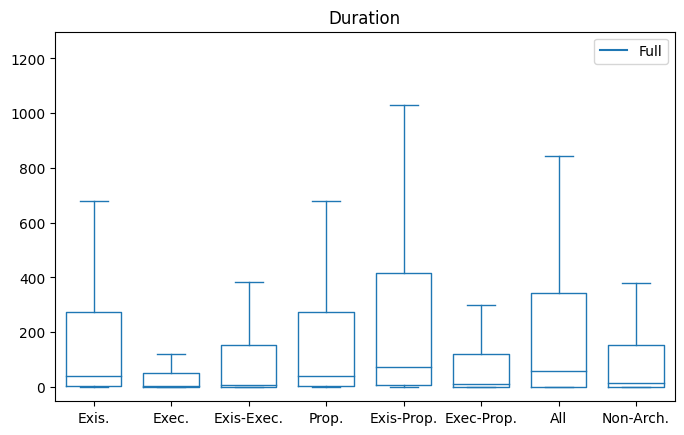 Duration
Full
1200
1000
800
600
400
200
0
Exis. Exec. Exis-Exec. Prop. Exis-Prop. Exec-Prop. All Non-Arch.